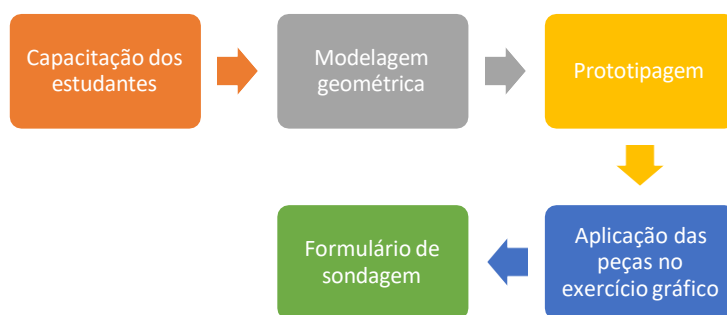 Capacitação dos
estudantes
Modelagem
geométrica
Prototipagem
Aplicação das
peças no
exercício gráfico
Formulário de
sondagem